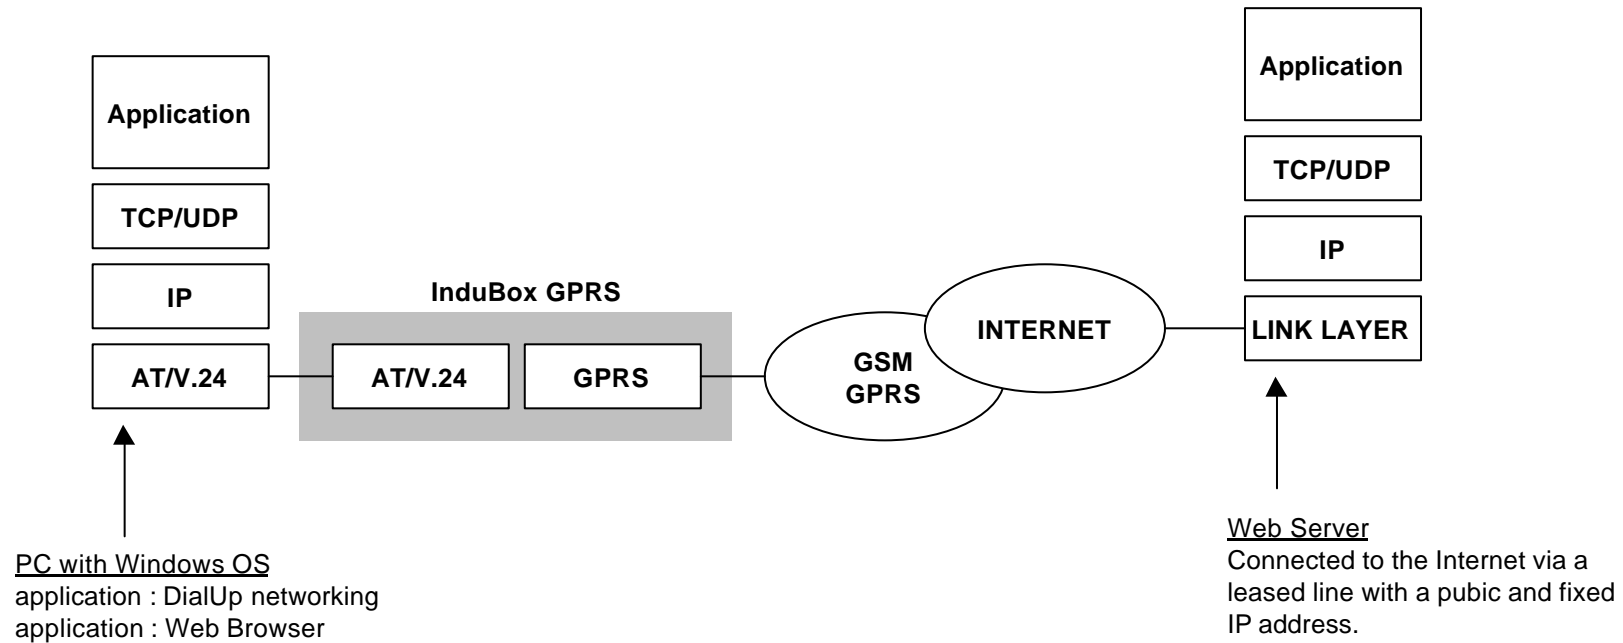 Application
TCP/UDP
IP
AT/V.24
InduBox GPRS
AT/V.24
GPRS
GSM
GPRS
INTERNET
Application
TCP/UDP
IP
LINK LAYER
PC with Windows OS
application : DialUp networking
application : Web Browser
Web Server
Connected to the Internet via a
leased line with a pubic and fixed
IP address.